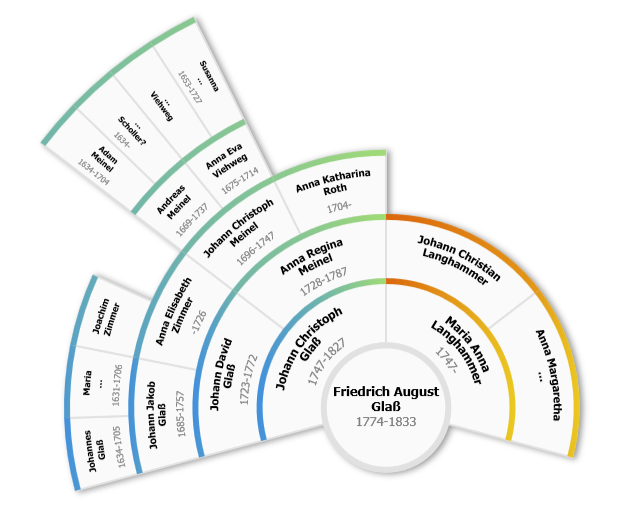 Friedrich August
Glaß
1774-1833
Johann Christoph
Glaß
1747-1827
Maria Anna
Langhammer
1747-
Johann David
Glaß
1723-1772
Anna Regina
Meinel
1728-1787
Johann Christian
Langhammer
Anna Margaretha
...
Johann Jakob
Glaß
1685-1757
Anna Elisabeth
Zimmer
-1726
Johann Christoph
Meinel
1696-1747
Anna Katharina
Roth
1704-
Johannes
Glaß
1634-1705
Maria
...
1631-1706
Joachim
Zimmer
Andreas
Meinel
1669-1737
Anna Eva
Viehweg
1675-1714
Adam
Meinel
1634-1704
...
Scholler?
1634-
...
Viehweg
Susanna
...
1653-1727